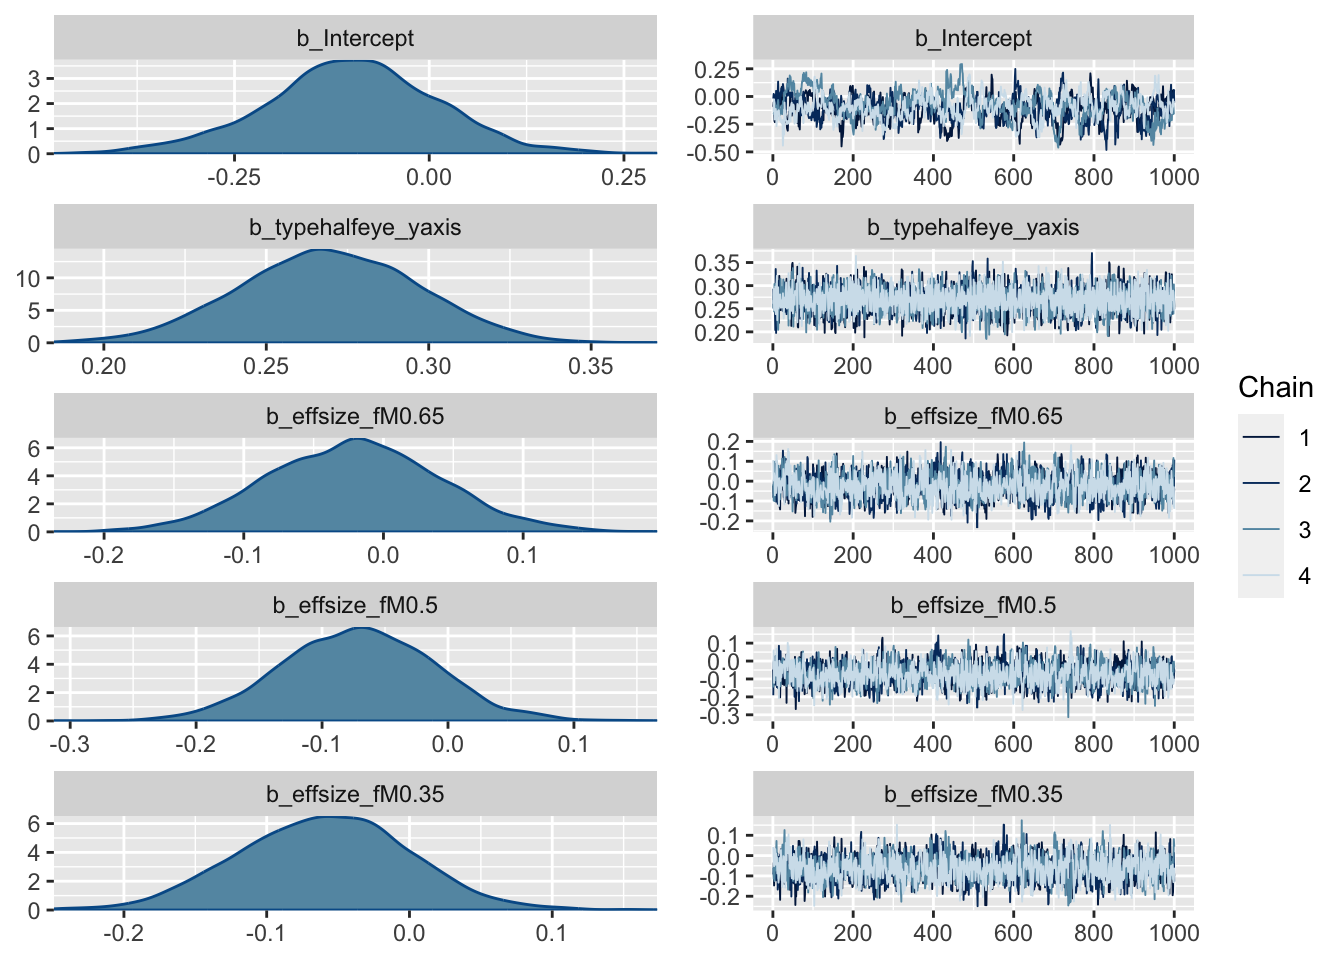 b_Intercept
3
2
1
0
-0.25 0.00 0.25
b_Intercept
0.25
0.00
-0.25
-0.50
0 200 400 600 800 1000
b_typehalfeye_yaxis
10
5
0
0.20 0.25 0.30 0.35
b_typehalfeye_yaxis
0.35
0.30
0.25
0.20
0 200 400 600 800 1000
b_effsize_fM0.65
6
4
2
0
-0.2 -0.1 0.0 0.1
b_effsize_fM0.65
0.2
0.1
0.0
-0.1
-0.2
0 200 400 600 800 1000
b_effsize_fM0.5
6
4
2
0
-0.3 -0.2 -0.1 0.0 0.1
b_effsize_fM0.5
0.1
0.0
-0.1
-0.2
-0.3
0 200 400 600 800 1000
b_effsize_fM0.35
6
4
2
0
-0.2 -0.1 0.0 0.1
b_effsize_fM0.35
0.1
0.0
-0.1
-0.2
0 200 400 600 800 1000
Chain
1
2
3
4